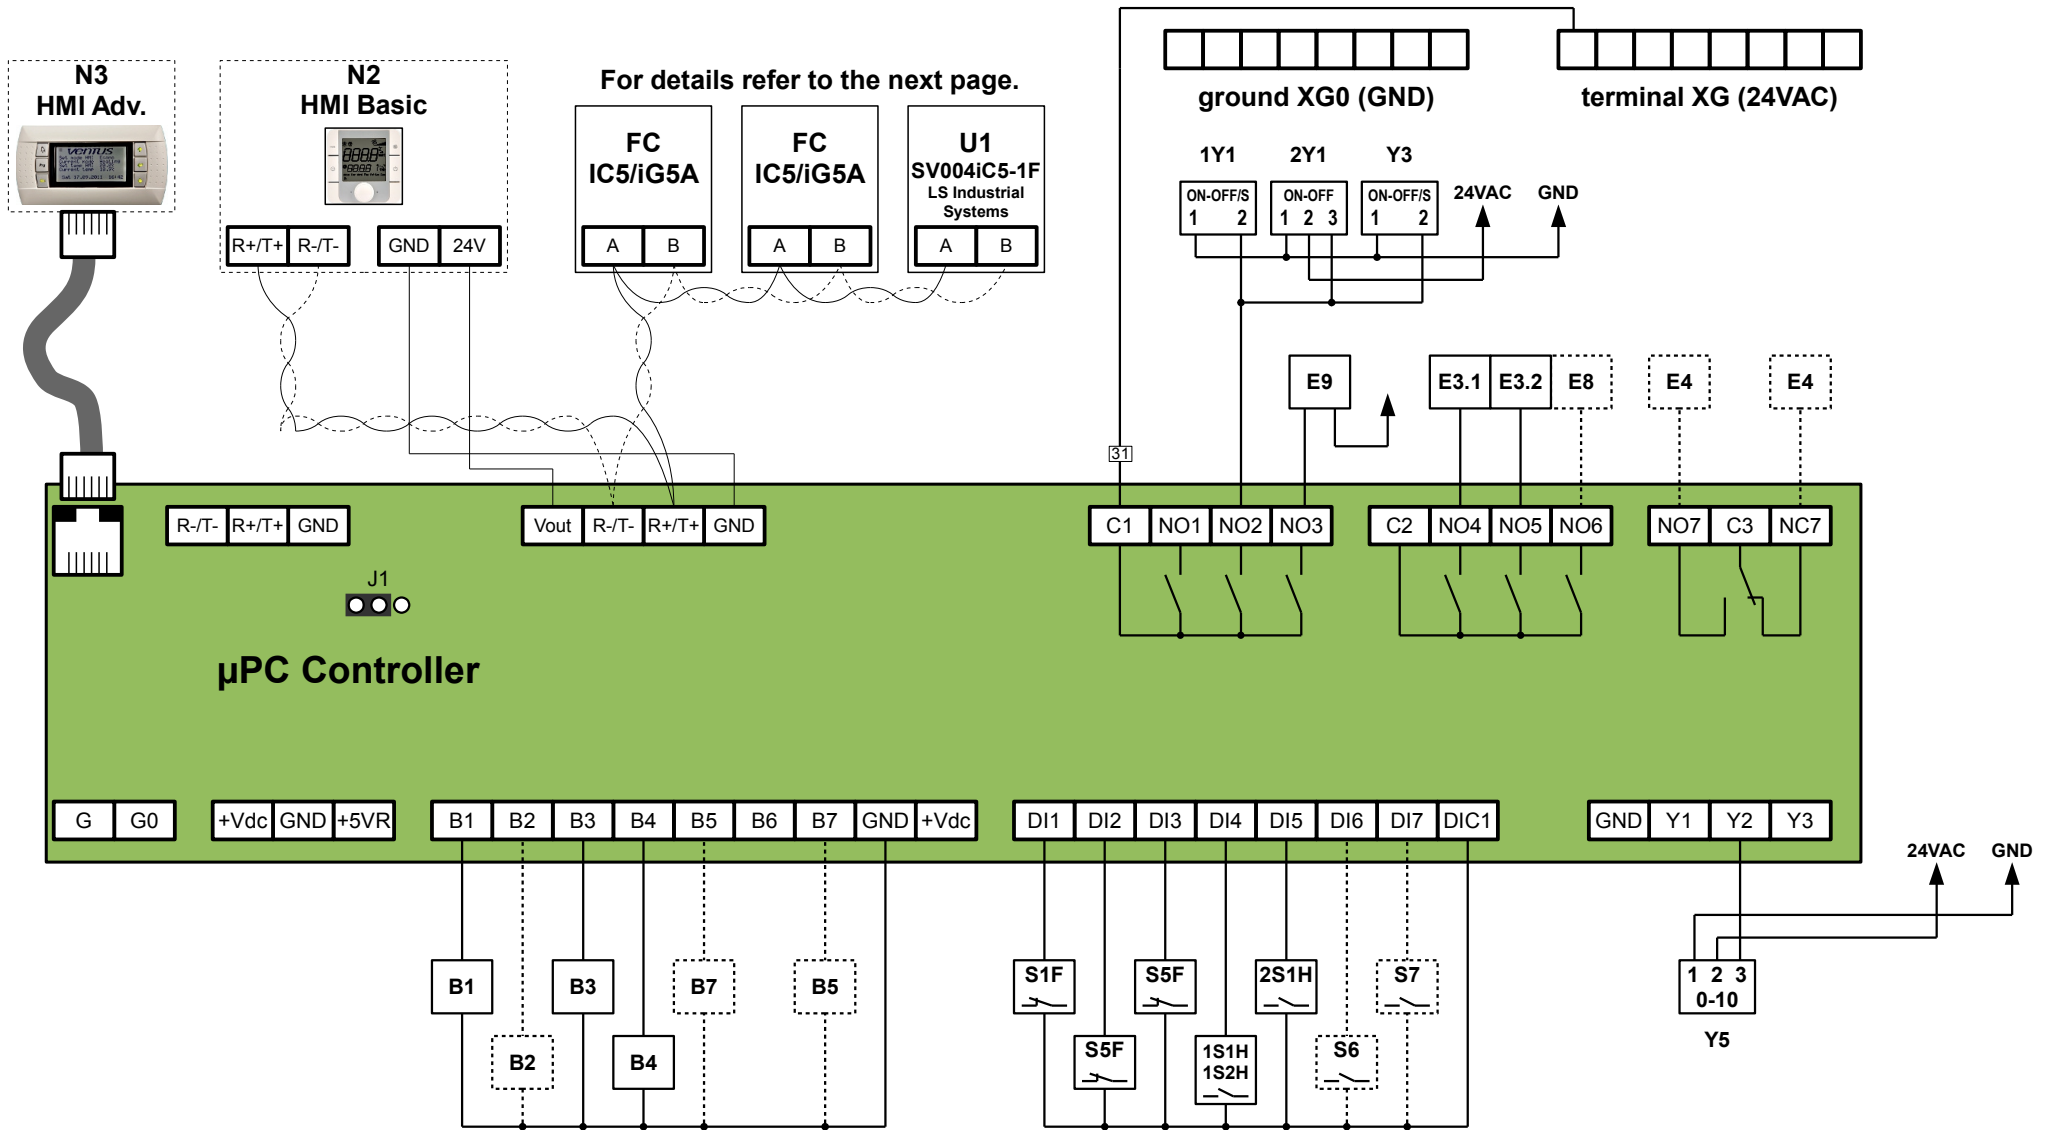 N3
HMI Adv.
VENTUS
N2
HMI Basic
R+/T+ R-/T- GND 24V
For details refer to the next page.
FC
IC5/iG5A
A B
FC
IC5/iG5A
A B
U1
SV004iC5-1F
LS Industrial
Systems
A B
ground XG0 (GND)
terminal XG (24VAC)
1Y1 2Y1 Y3
ON-OFF/S
1 2
ON-OFF
1 2 3
ON-OFF/S
1 2
24VAC GND
E9
E3.1 E3.2 E8
E4 E4
31
R-/T- R+/T+ GND
Vout R-/T- R+/T+ GND
C1 NO1 NO2 NO3
C2 NO4 NO5 NO6
NO7 C3 NC7
J1
µPC Controller
G G0
+Vdc GND +5VR
B1 B2 B3 B4 B5 B6 B7 GND +Vdc
DI1 DI2 DI3 DI4 DI5 DI6 DI7 DIC1
GND Y1 Y2 Y3
24VAC GND
B1 B3 B7 B5
B2 B4
S1F S5F 2S1H S7
S5F
1S1H
1S2H
S6
1 2 3
0-10
Y5